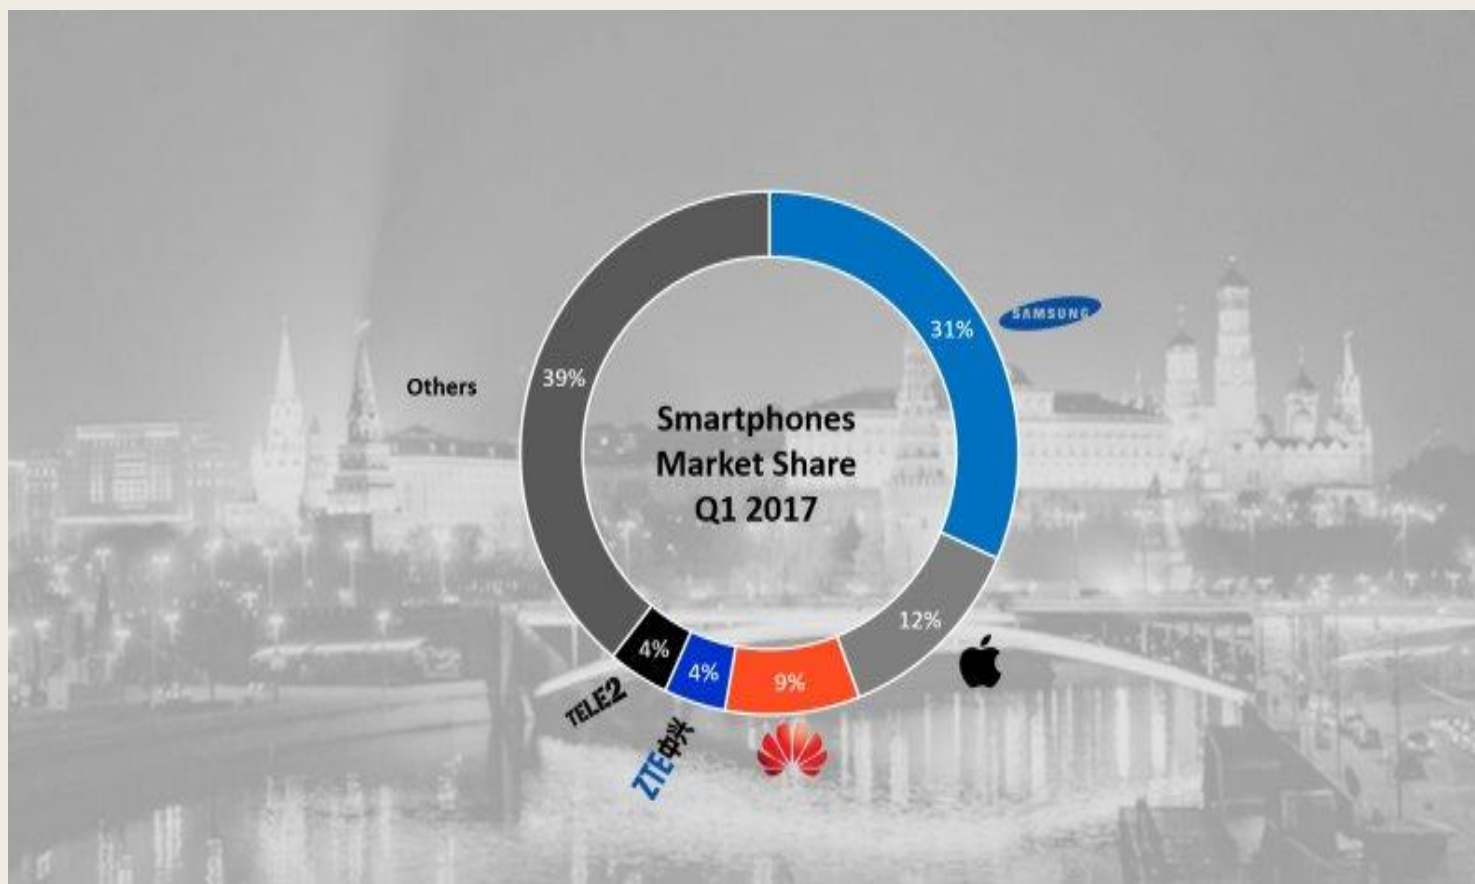 31%
SAMSUNG
39%
Others
Smartphones
Market Share
Q1 2017
12%
4%
4%
9%
TELE2
ZTE中兴